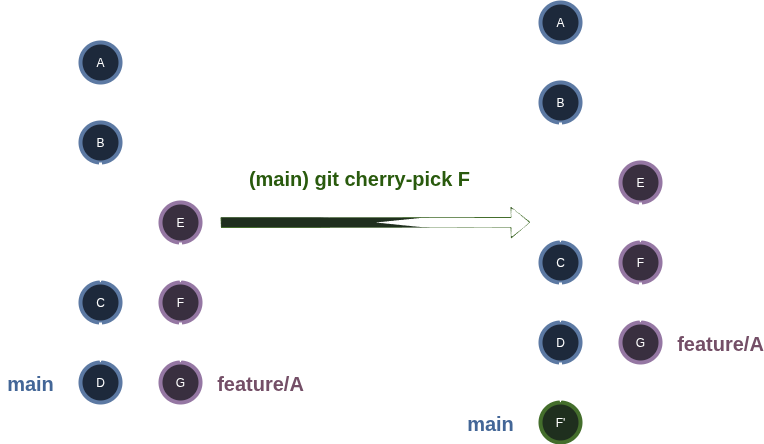 A
B
E
C
F
main
D
G
feature/A
(main) git cherry-pick F
A
B
E
C
F
D
G
feature/A
main
F'